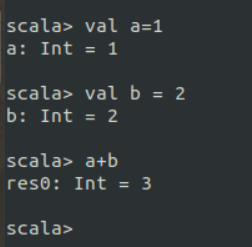 scala> val a=1
a: Int = 1
scala> val b = 2
b: Int = 2
scala> a+b
res0: Int = 3
scala>